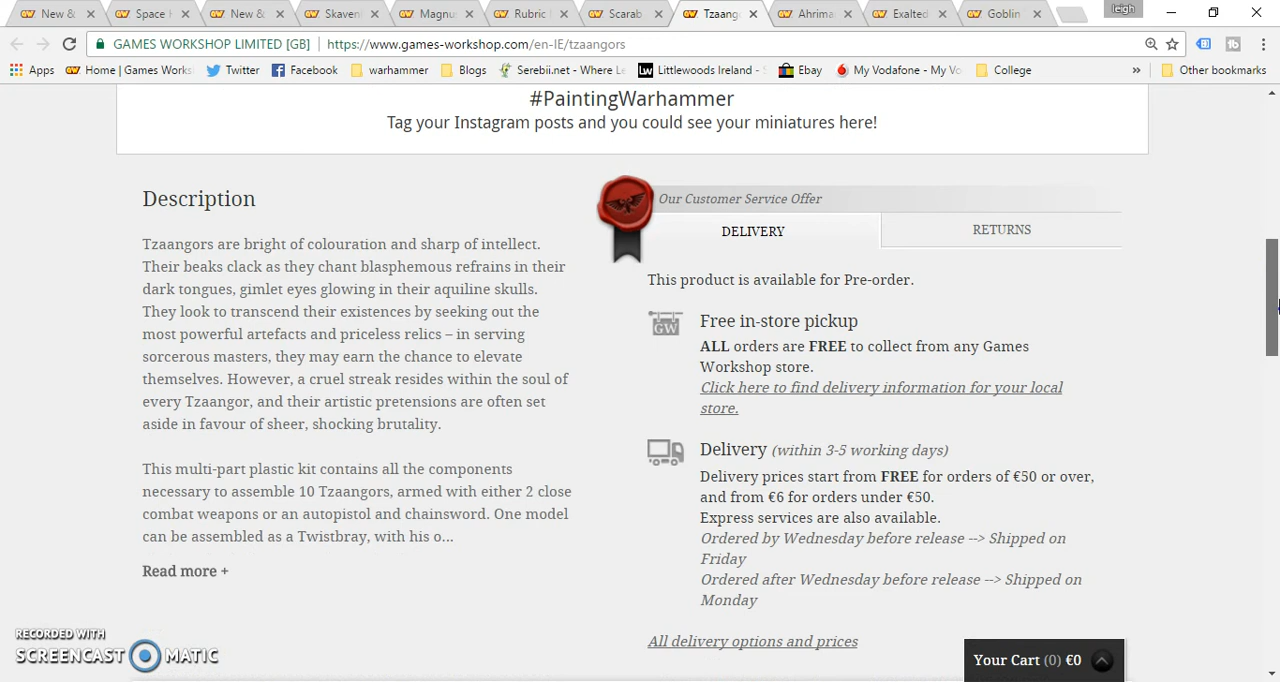 New &
Space H
New &
Skaven
Magnus
Rubric
Scarab
Tzaang
Ahrima
Exalted
Goblin
leigh
GAMES WORKSHOP LIMITED [GB]
https://www.games-workshop.com/en-IE/tzaangors
Apps
Home | Games Works
Twitter
Facebook
warhammer
Blogs
Serebii.net - Where Le
Littlewoods Ireland -
Ebay
My Vodafone - My Vo
College
»
Other bookmarks
#PaintingWarhammer
Tag your Instagram posts and you could see your miniatures here!
Description
Tzaangors are bright of colouration and sharp of intellect.
Their beaks clack as they chant blasphemous refrains in their
dark tongues, gimlet eyes glowing in their aquiline skulls.
They look to transcend their existences by seeking out the
most powerful artefacts and priceless relics – in serving
sorcerous masters, they may earn the chance to elevate
themselves. However, a cruel streak resides within the soul of
every Tzaangor, and their artistic pretensions are often set
aside in favour of sheer, shocking brutality.
This multi-part plastic kit contains all the components
necessary to assemble 10 Tzaangors, armed with either 2 close
combat weapons or an autopistol and chainsword. One model
can be assembled as a Twistbray, with his o...
Read more +
Our Customer Service Offer
DELIVERY
RETURNS
This product is available for Pre-order.
GW
Free in-store pickup
ALL orders are FREE to collect from any Games
Workshop store.
Click here to find delivery information for your local
store.
Delivery (within 3-5 working days)
Delivery prices start from FREE for orders of €50 or over,
and from €6 for orders under €50.
Express services are also available.
Ordered by Wednesday before release --> Shipped on
Friday
Ordered after Wednesday before release --> Shipped on
Monday
All delivery options and prices
Your Cart (0) €0
RECORDED WITH
SCREENCAST MATIC